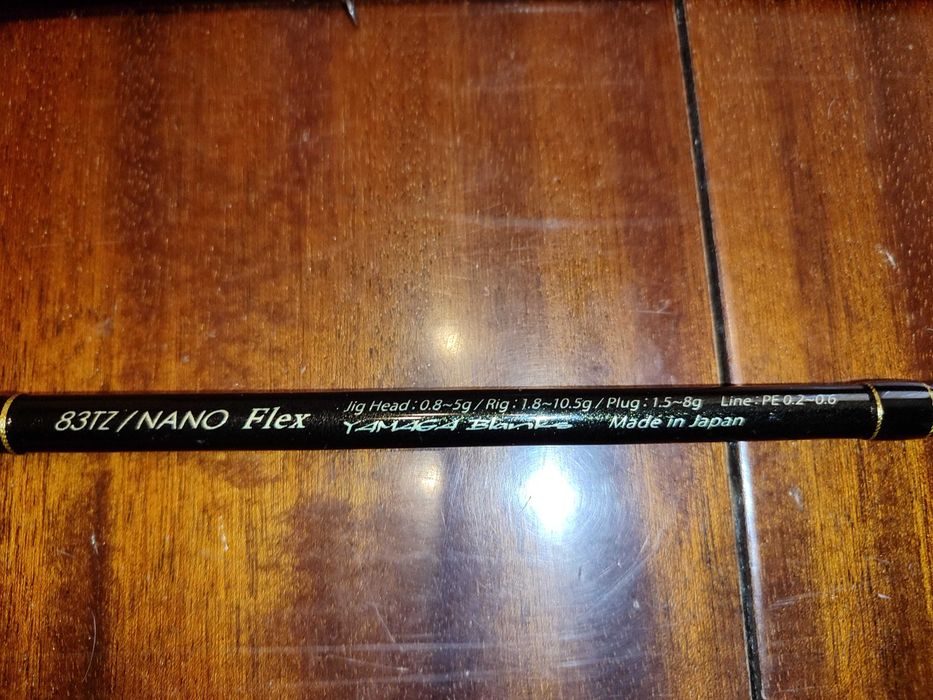 83TZ/NANO Flex
Jig Head : 0.8~5g / Rig : 1.8~10.5g / Plug : 1.5~8g Line : PE 0.2-0.6
YAMAGA Blanks Made in Japan